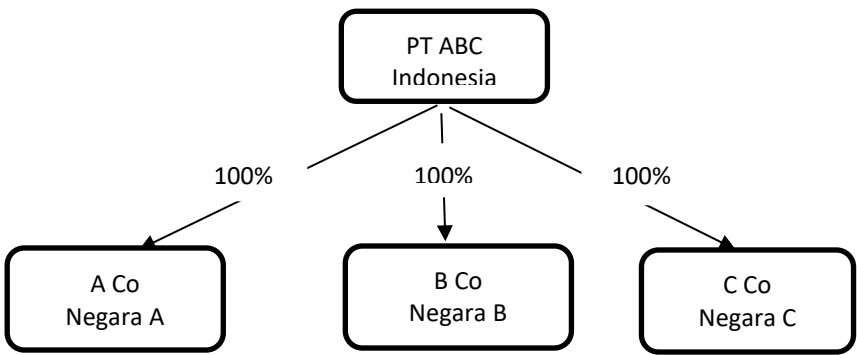 PT ABC
Indonesia
100%
100%
100%
A Co
Negara A
B Co
Negara B
C Co
Negara C